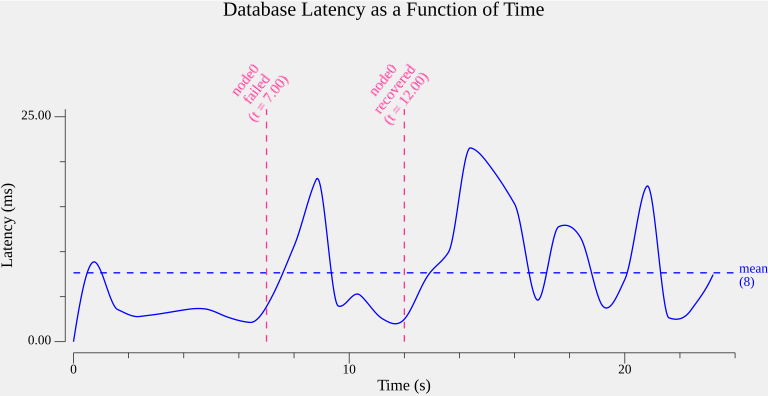 Database Latency as a Function of Time
node0
failed
(t = 7.00)
node0
recovered
(t = 12.00)
25.00
Latency (ms)
mean
(8)
0.00
0
10
20
Time (s)